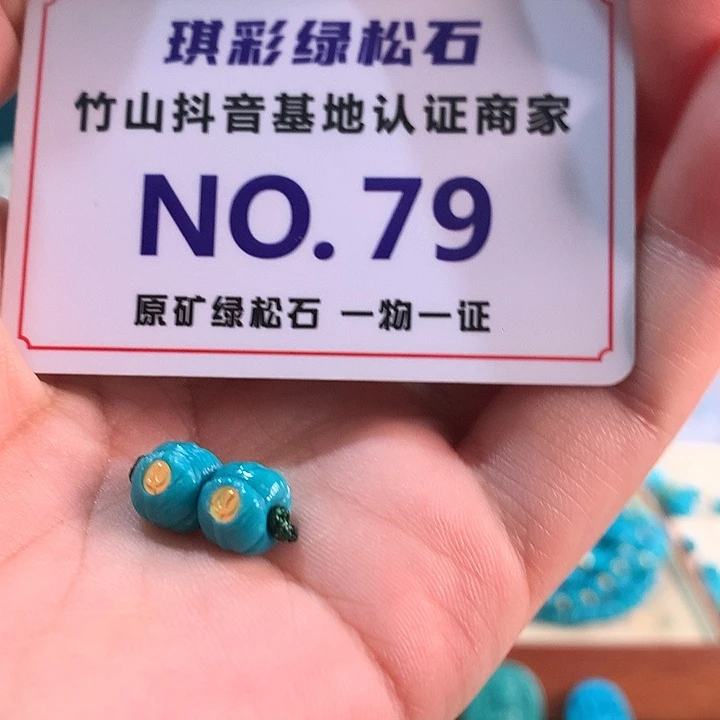 琪彩绿松石
竹山抖音基地认证商家
NO. 79
原矿绿松石 一物一证